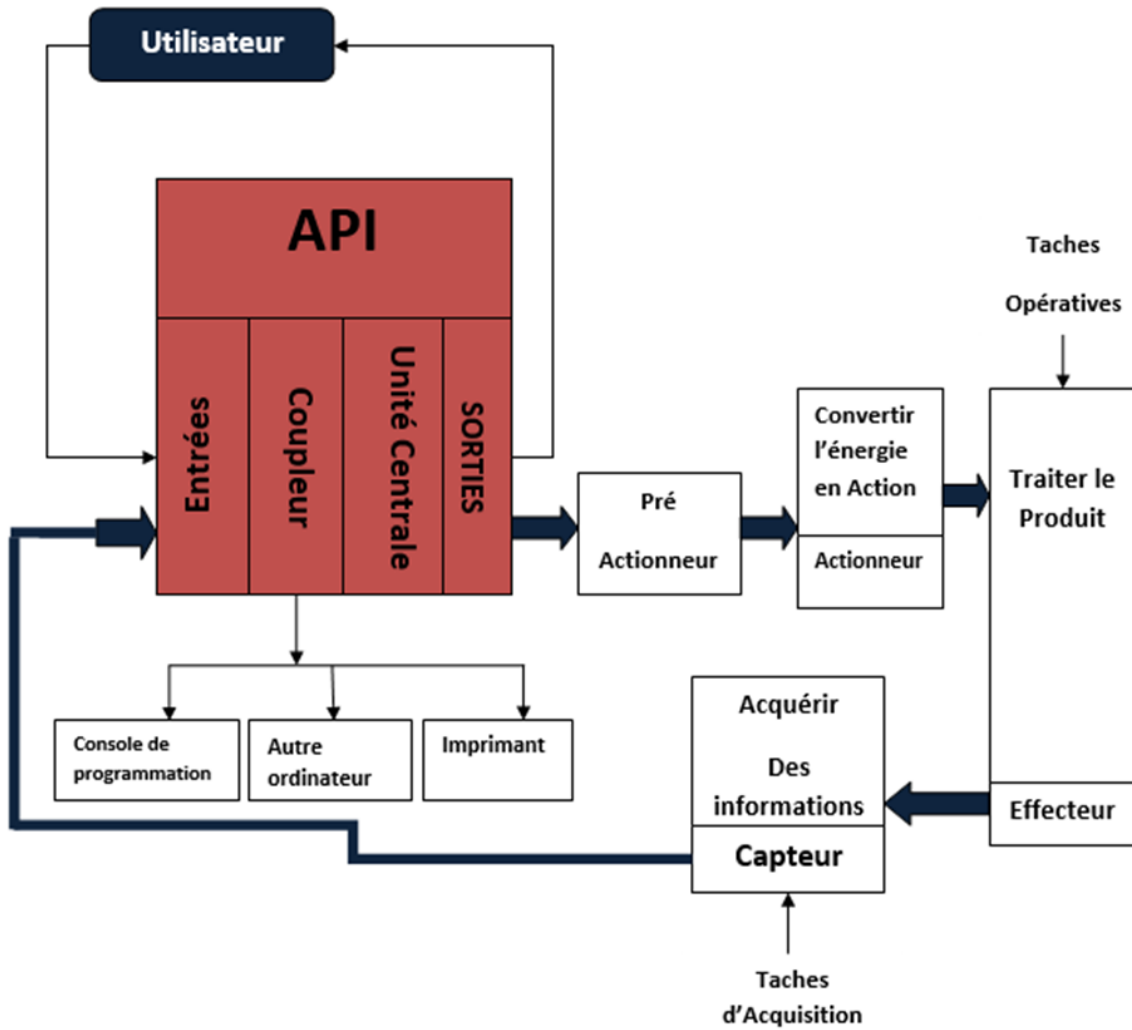 Utilisateur
API
Entrées
Coupleur
Unité Centrale
SORTIES
Taches
Opératives
Pré
Actionneur
Convertir
l’énergie
en Action
Actionneur
Traiter le
Produit
Effecteur
Console de
programmation
Autre
ordinateur
Imprimant
Acquérir
Des
informations
Capteur
Taches
d’Acquisition